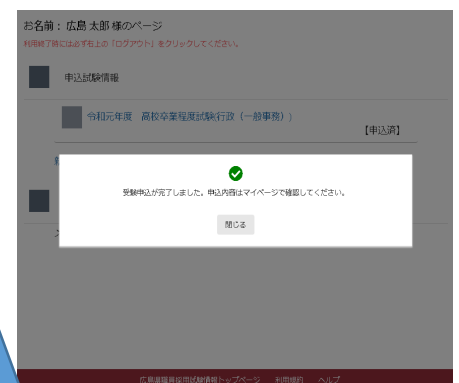 お名前： 広島 太郎 様のページ
利用終了時には必ず右上の「ログアウト」をクリックしてください。
申込試験情報
令和元年度　高校卒業程度試験(行政（一般事務）)
【申込済】
受験申込が完了しました。申込内容はマイページで確認してください。
閉じる
広島県職員採用試験情報トップページ　利用規約　ヘルプ